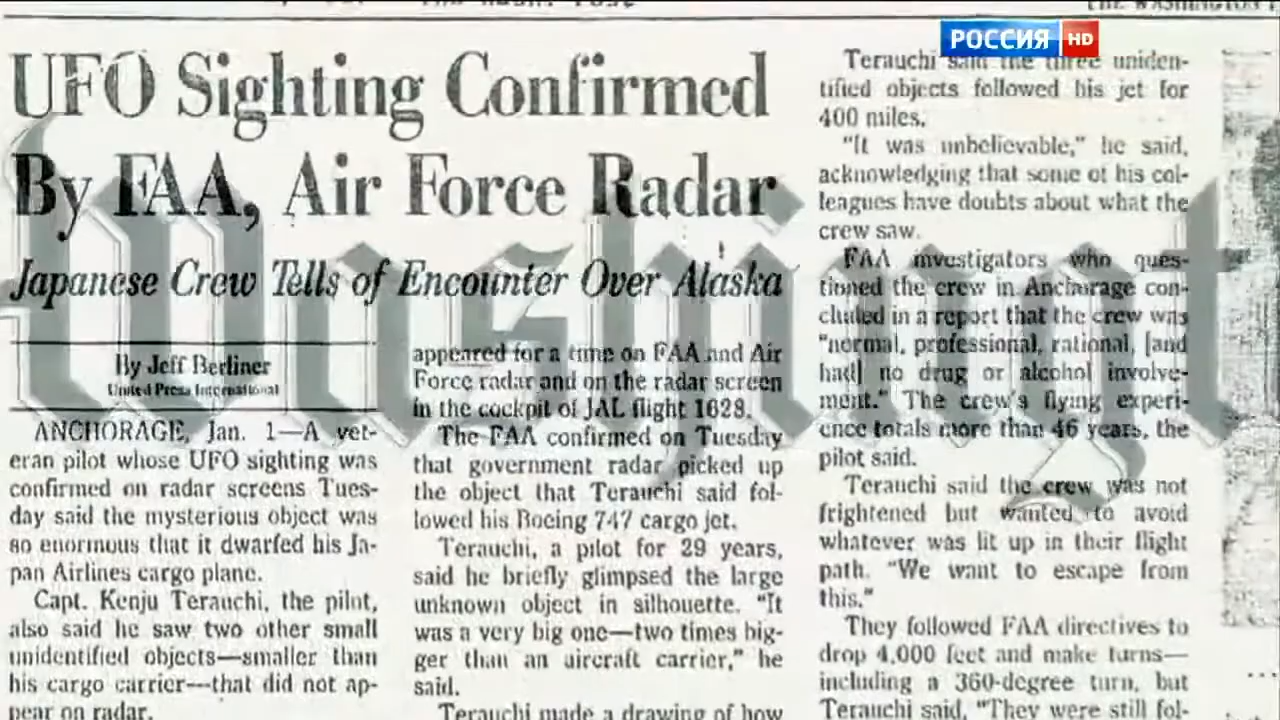 THE WASHINGTON
РОССИЯ HD
UFO Sighting Confirmed
By FAA, Air Force Radar
Japanese Crew Tells of Encounter Over Alaska
By Jeff Berliner
United Press International
ANCHORAGE, Jan. 1—A vet-
eran pilot whose UFO sighting was
confirmed on radar screens Tues-
day said the mysterious object was
so enormous that it dwarfed his Ja-
pan Airlines cargo plane.
Capt. Kenju Terauchi, the pilot,
also said he saw two other small
unidentified objects—smaller than
his cargo carrier—that did not ap-
pear on radar.
appeared for a time on FAA and Air
Force radar and on the radar screen
in the cockpit of JAL flight 1628.
The FAA confirmed on Tuesday
that government radar picked up
the object that Terauchi said fol-
lowed his Boeing 747 cargo jet.
Terauchi, a pilot for 29 years,
said he briefly glimpsed the large
unknown object in silhouette. "It
was a very big one—two times big-
ger than an aircraft carrier," he
said.
Terauchi made a drawing of how
Terauchi said the three uniden-
tified objects followed his jet for
400 miles.
"It was unbelievable," he said,
acknowledging that some of his col-
leagues have doubts about what the
crew saw.
FAA investigators who ques-
tioned the crew in Anchorage con-
cluded in a report that the crew was
"normal, professional, rational, [and
had] no drug or alcohol involve-
ment." The crew's flying experi-
ence totals more than 46 years, the
pilot said.
Terauchi said the crew was not
frightened but wanted to avoid
whatever was lit up in their flight
path. "We want to escape from
this."
They followed FAA directives to
drop 4,000 feet and make turns—
including a 360-degree turn, but
Terauchi said, "They were still fol-
Washingt